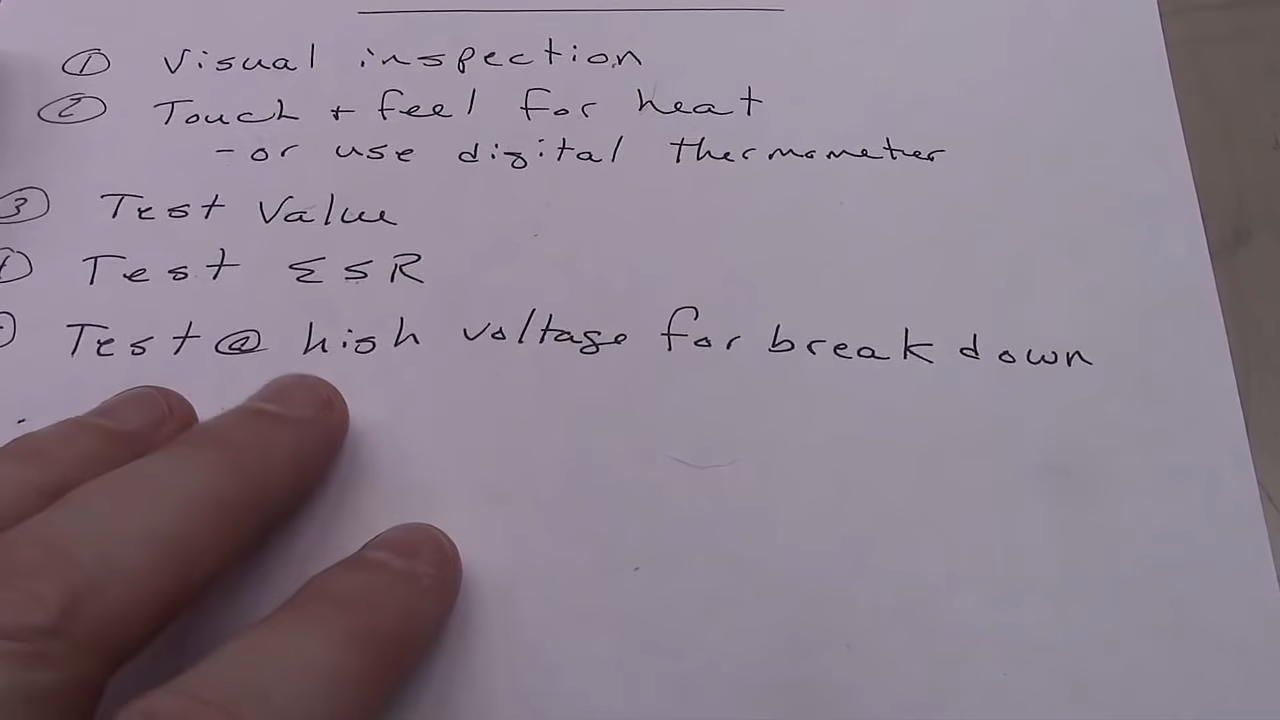 ① Visual inspection
② Touch + feel for heat
- or use digital thermometer
③ Test Value
Test ESR
Test @ high voltage for break down